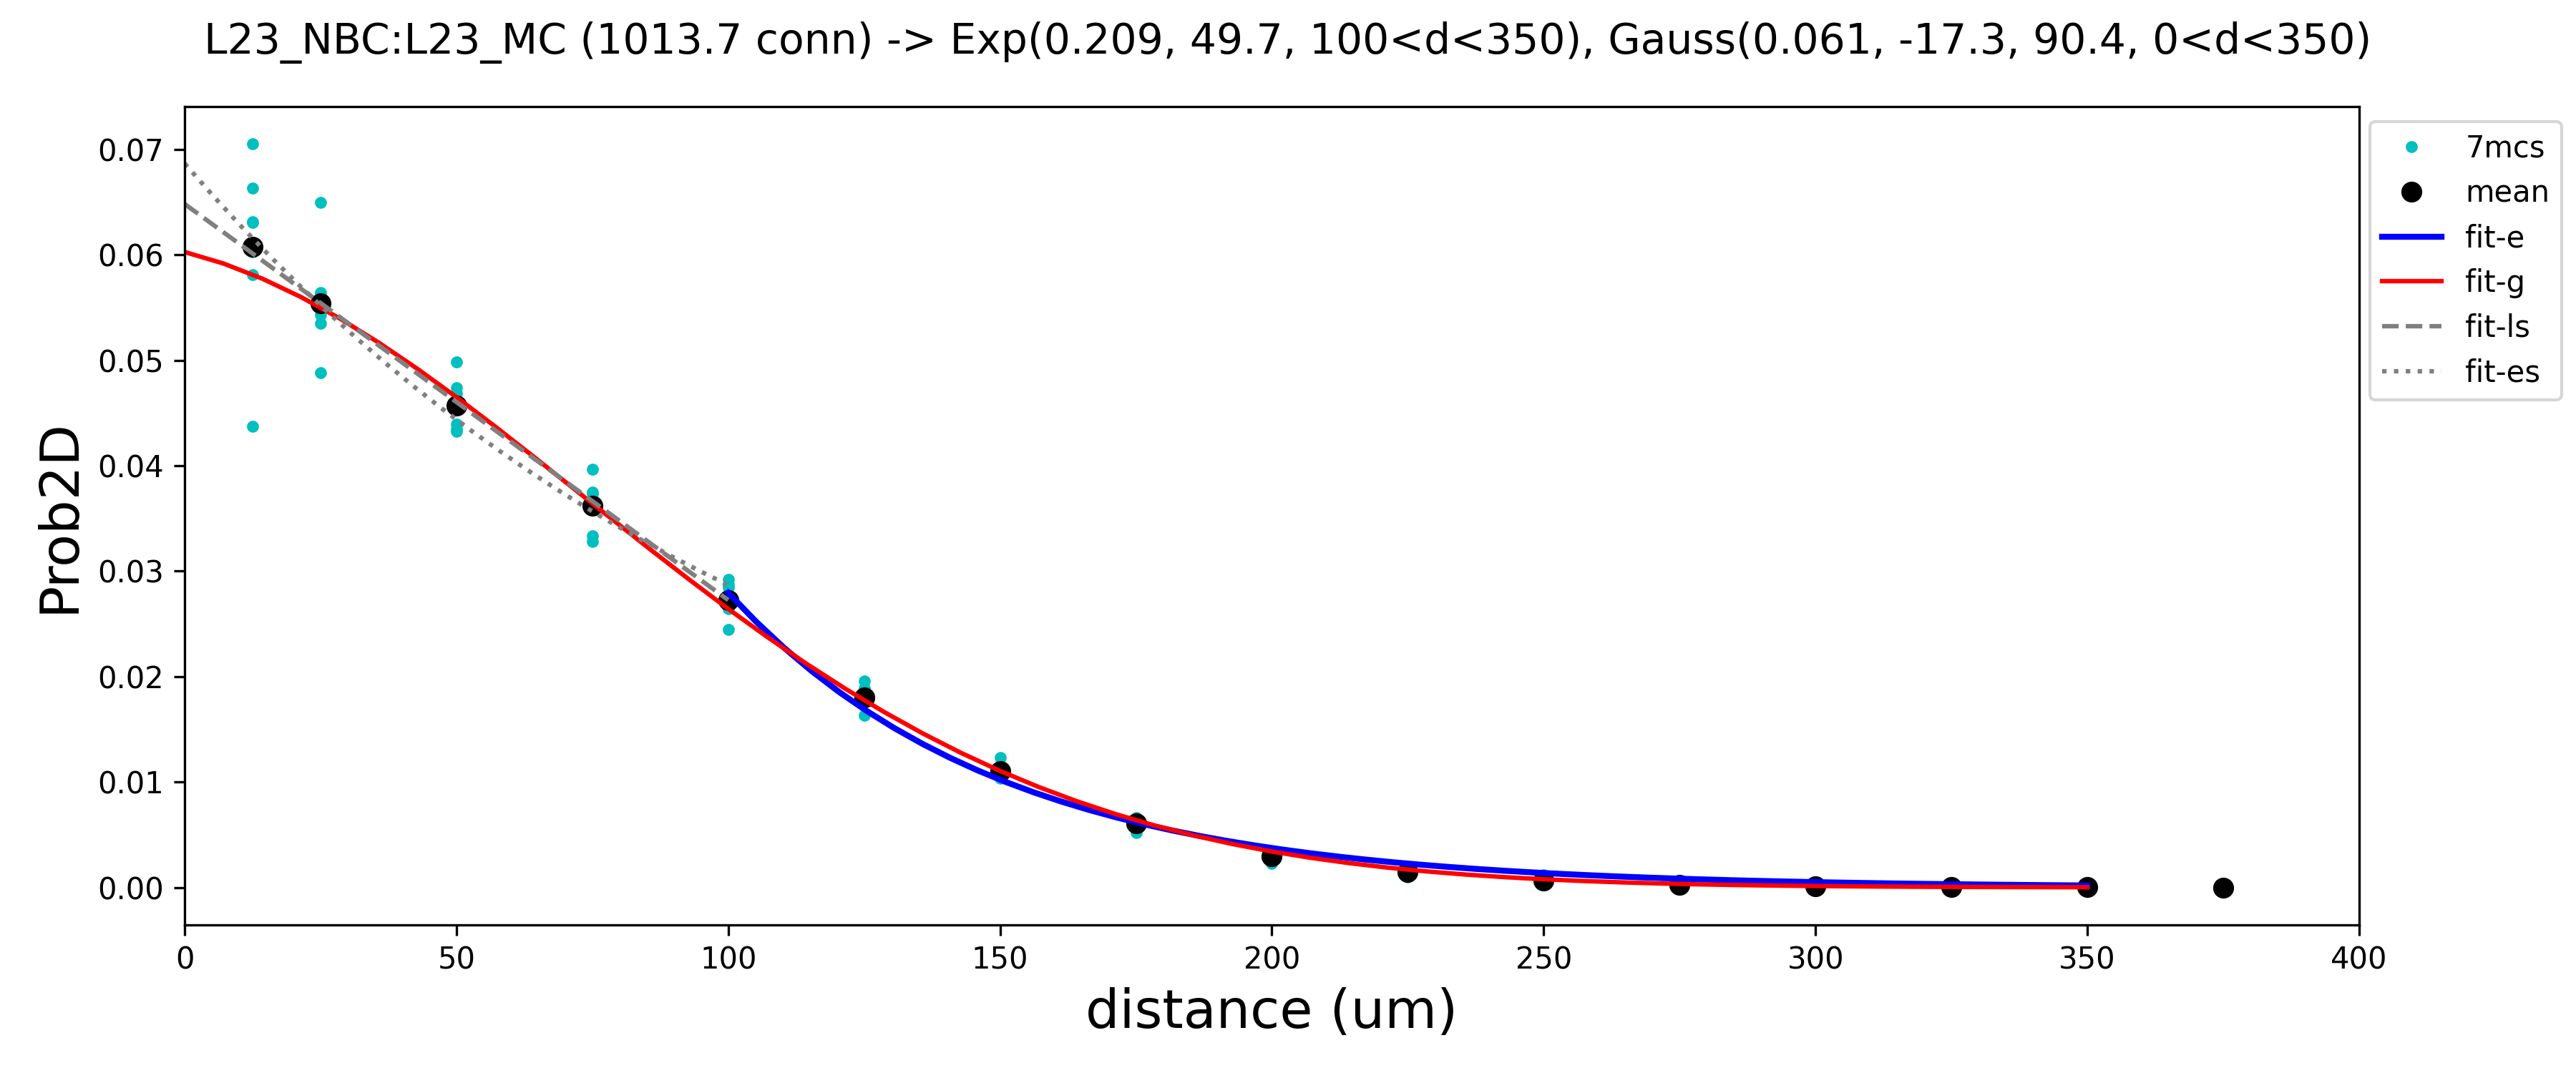 L23_NBC:L23_MC (1013.7 conn) -> Exp(0.209, 49.7, 100<d<350), Gauss(0.061, -17.3, 90.4, 0<d<350)
Prob2D
0.07
0.06
0.05
0.04
0.03
0.02
0.01
0.00
0 50 100 150 200 250 300 350 400
distance (um)
7mcs
mean
fit-e
fit-g
fit-ls
fit-es